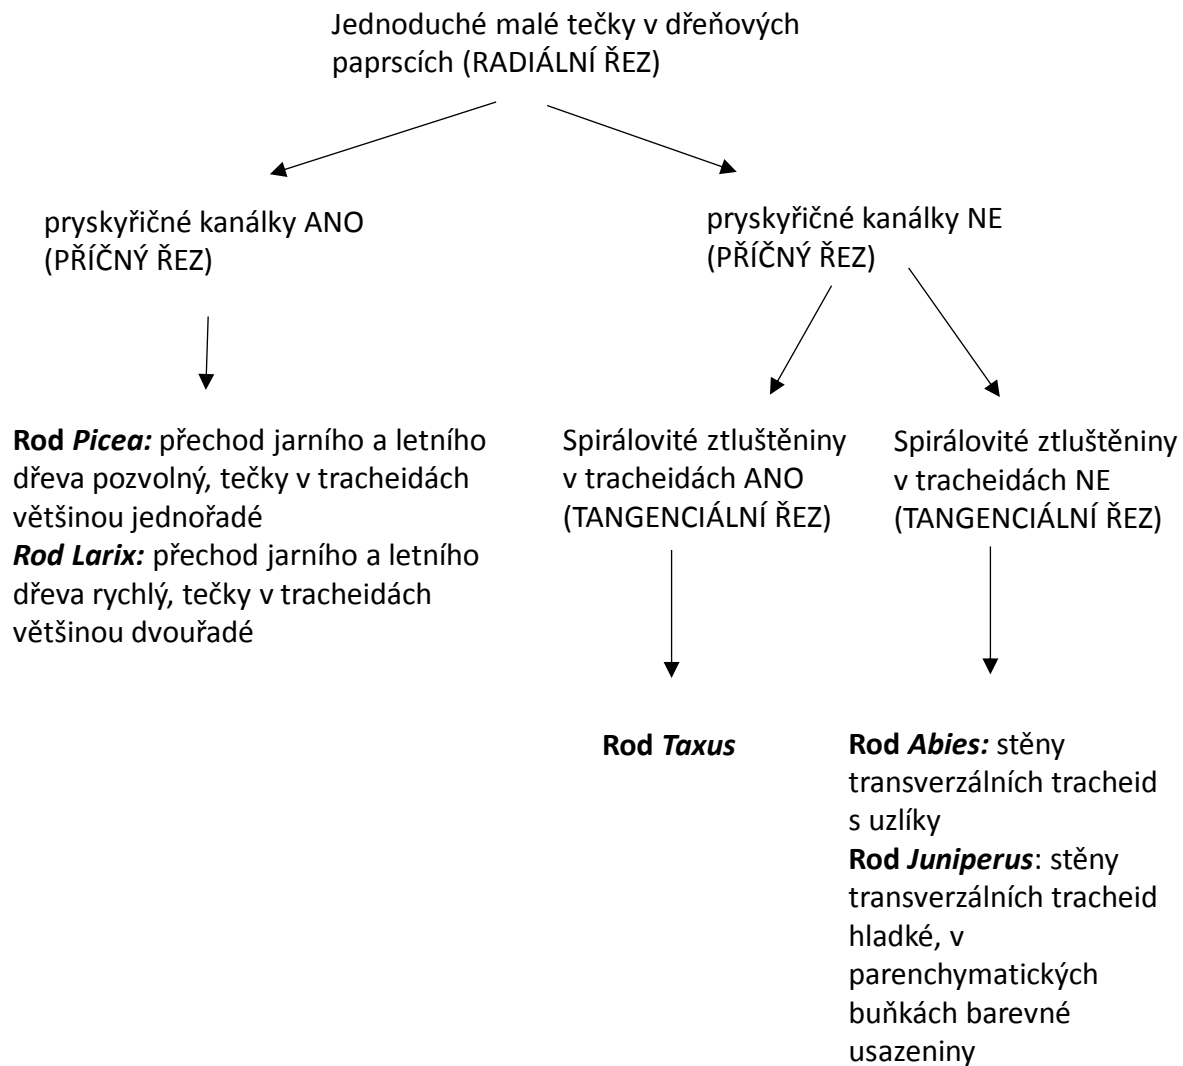 Jednoduché malé tečky v dřeňových
paprscích (RADIÁLNÍ ŘEZ)
pryskyřičné kanálky ANO
(PŘÍČNÝ ŘEZ)
pryskyřičné kanálky NE
(PŘÍČNÝ ŘEZ)
Rod Picea: přechod jarního a letního
dřeva pozvolný, tečky v tracheidách
většinou jednořadé
Rod Larix: přechod jarního a letního
dřeva rychlý, tečky v tracheidách
většinou dvouřadé
Spirálovité ztluštěniny
v tracheidách ANO
(TANGENCIÁLNÍ ŘEZ)
Spirálovité ztluštěniny
v tracheidách NE
(TANGENCIÁLNÍ ŘEZ)
Rod Taxus
Rod Abies: stěny
transverzálních tracheid
s uzlíky
Rod Juniperus: stěny
transverzálních tracheid
hladké, v
parenchymatických
buňkách barevné
usazeniny